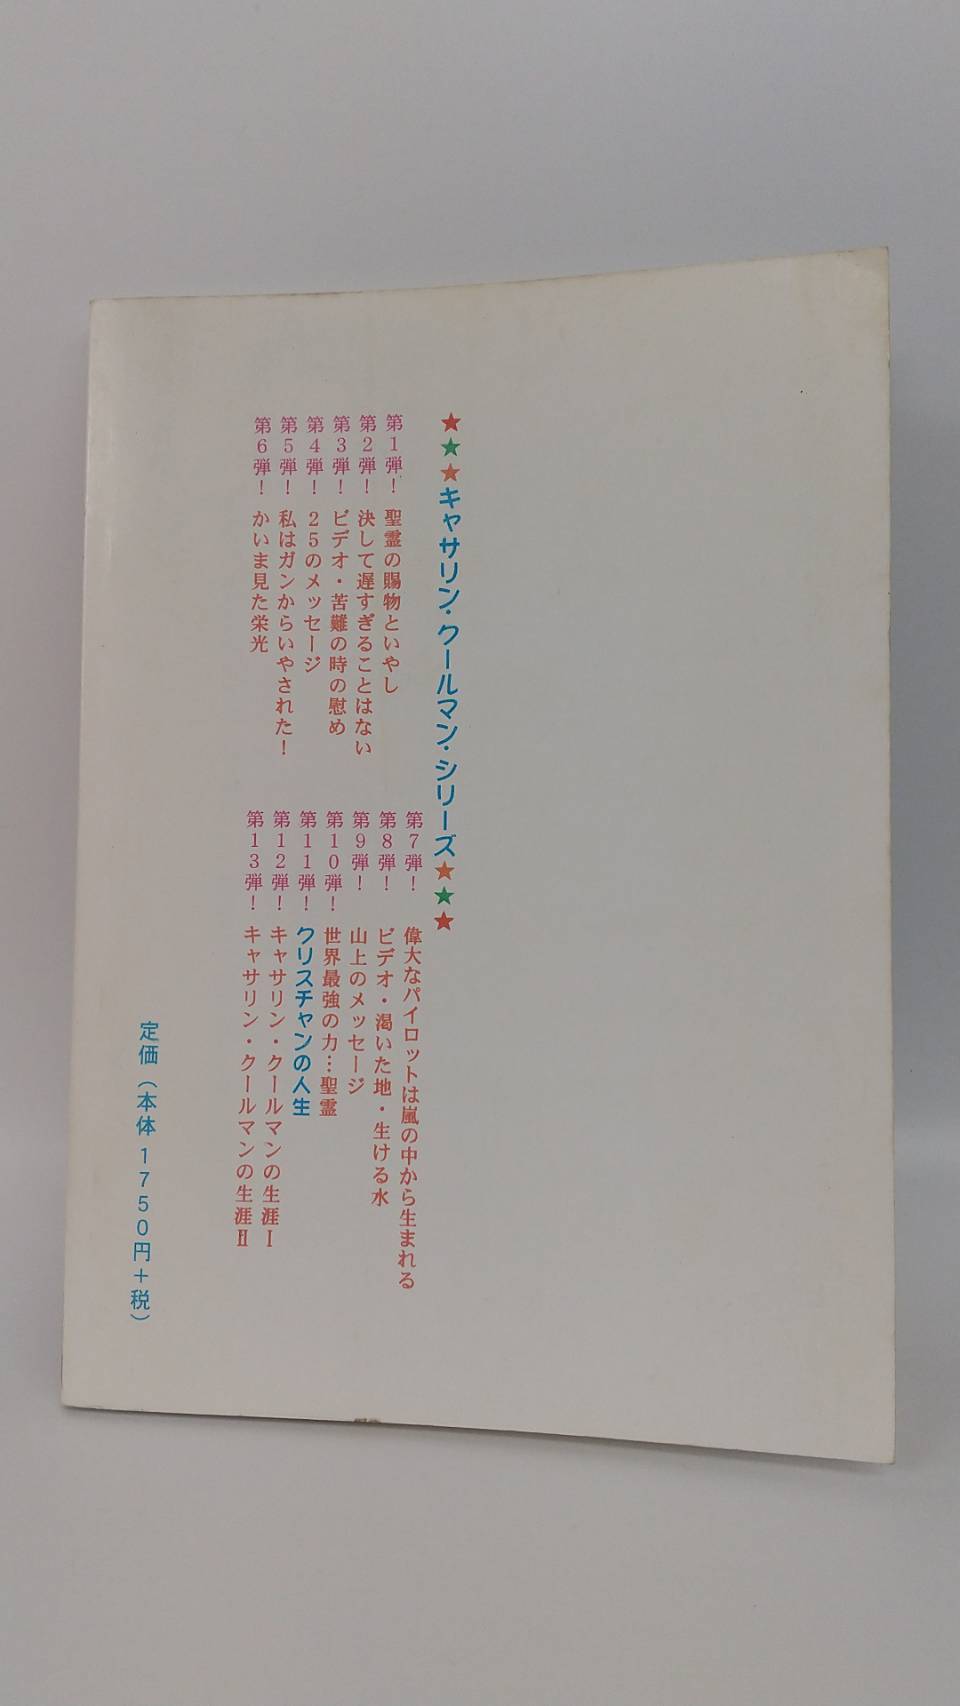 ★★★キャサリン・クールマン・シリーズ★★★
第1弾！ 聖霊の賜物といやし
第2弾！ 決して遅すぎることはない
第3弾！ ビデオ・苦難の時の慰め
第4弾！ 25のメッセージ
第5弾！ 私はガンからいやされた！
第6弾！ かいま見た栄光
第7弾！ 偉大なパイロットは嵐の中から生まれる
第8弾！ ビデオ・渇いた地・生ける水
第9弾！ 山上のメッセージ
第10弾！ 世界最強の力…聖霊
第11弾！ クリスチャンの人生
第12弾！ キャサリン・クールマンの生涯Ⅰ
第13弾！ キャサリン・クールマンの生涯Ⅱ
定価（本体 1750円＋税）